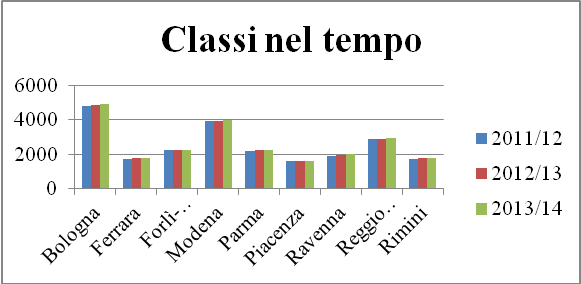 Classi nel tempo
6000
4000
2000
0
Bologna
Ferrara
Forlì-...
Modena
Parma
Piacenza
Ravenna
Reggio...
Rimini
2011/12
2012/13
2013/14